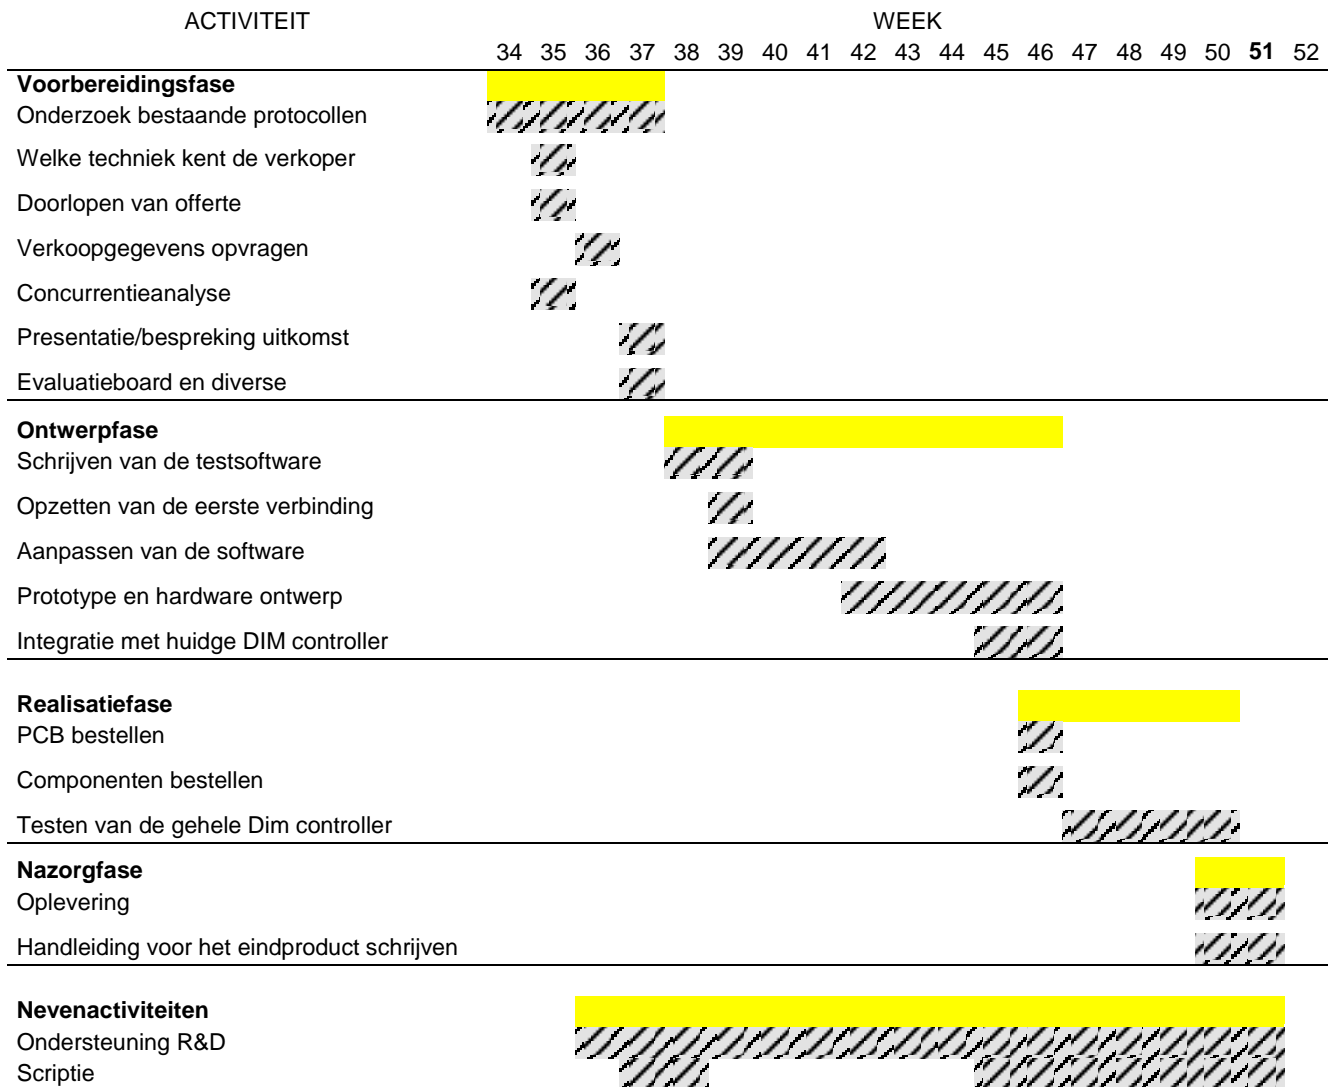 ACTIVITEIT WEEK
34 35 36 37 38 39 40 41 42 43 44 45 46 47 48 49 50 51 52
Voorbereidingsfase
Onderzoek bestaande protocollen
Welke techniek kent de verkoper
Doorlopen van offerte
Verkoopgegevens opvragen
Concurrentieanalyse
Presentatie/bespreking uitkomst
Evaluatieboard en diverse
Ontwerpfase
Schrijven van de testsoftware
Opzetten van de eerste verbinding
Aanpassen van de software
Prototype en hardware ontwerp
Integratie met huidge DIM controller
Realisatiefase
PCB bestellen
Componenten bestellen
Testen van de gehele Dim controller
Nazorgfase
Oplevering
Handleiding voor het eindproduct schrijven
Nevenactiviteiten
Ondersteuning R&D
Scriptie